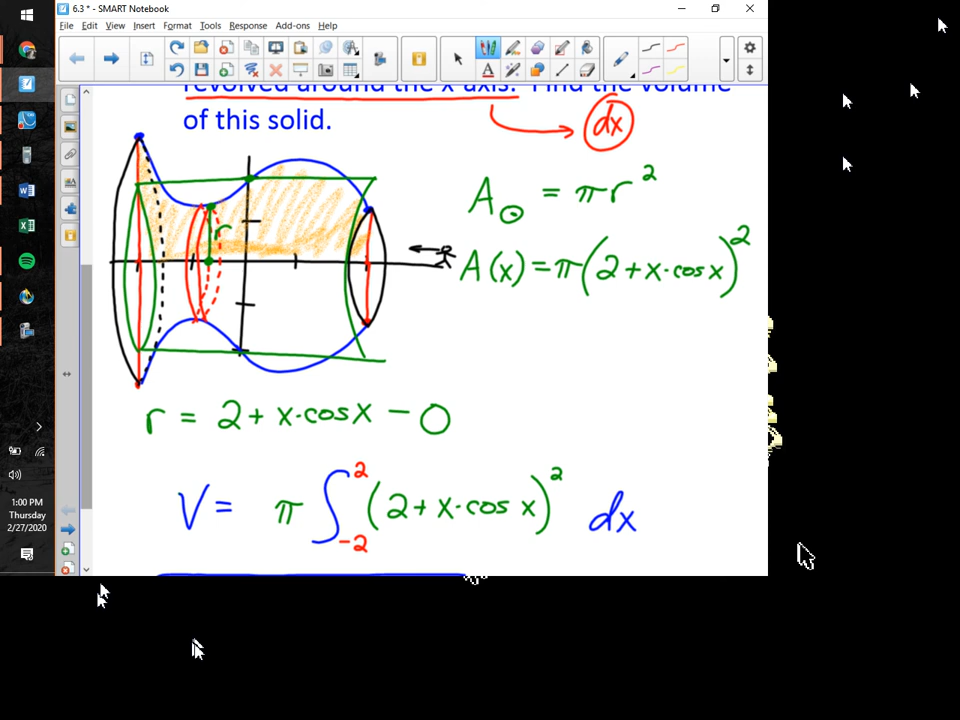 6.3 * - SMART Notebook
File Edit View Insert Format Tools Response Add-ons Help
revolved around the x-axis. Find the volume
of this solid.
dx
A⊙ = πr²
r
A(x) = π(2 + x·cosx)²
r = 2 + x·cosx − 0
V = π ∫₋₂² (2 + x·cos x)² dx
1:00 PM
Thursday
2/27/2020